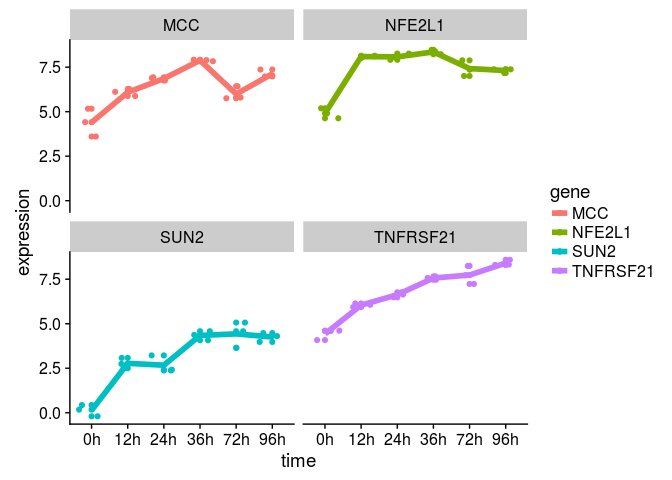 MCC NFE2L1
7.5
5.0
2.5
0.0
expression
SUN2 TNFRSF21
7.5
5.0
2.5
0.0
0h 12h 24h 36h 72h 96h 0h 12h 24h 36h 72h 96h
time
gene
MCC
NFE2L1
SUN2
TNFRSF21